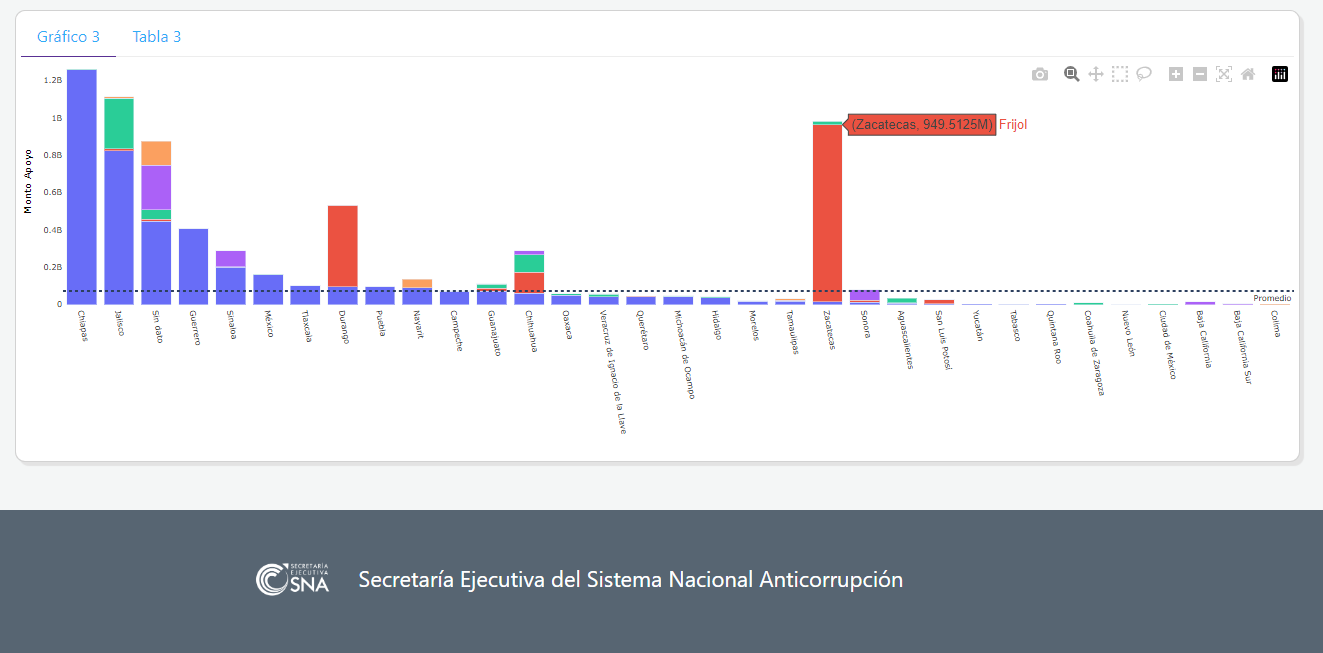 Gráfico 3
Tabla 3
Monto Apoyo
1.2B
1B
0.8B
0.6B
0.4B
0.2B
0
(Zacatecas, 949.5125M) Frijol
Promedio
Chiapas
Jalisco
Sin dato
Guerrero
Sinaloa
México
Tlaxcala
Durango
Puebla
Nayarit
Campeche
Guanajuato
Chihuahua
Oaxaca
Veracruz de Ignacio de la Llave
Querétaro
Michoacán de Ocampo
Hidalgo
Morelos
Tamaulipas
Zacatecas
Sonora
Aguascalientes
San Luis Potosí
Yucatán
Tabasco
Quintana Roo
Coahuila de Zaragoza
Nuevo León
Ciudad de México
Baja California
Baja California Sur
Colima
SECRETARÍA
EJECUTIVA
SNA
Secretaría Ejecutiva del Sistema Nacional Anticorrupción